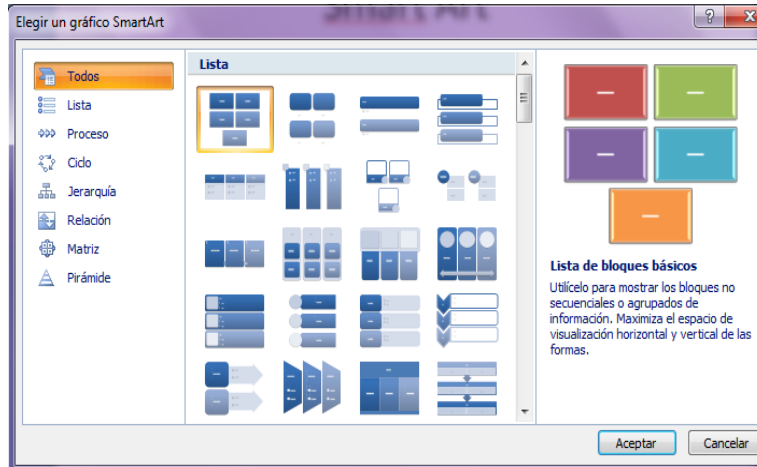 Smart Art
Elegir un gráfico SmartArt
Todos
Lista
Proceso
Ciclo
Jerarquía
Relación
Matriz
Pirámide
Lista
Lista de bloques básicos
Utilícelo para mostrar los bloques no
secuenciales o agrupados de
información. Maximiza el espacio de
visualización horizontal y vertical de las
formas.
Aceptar
Cancelar